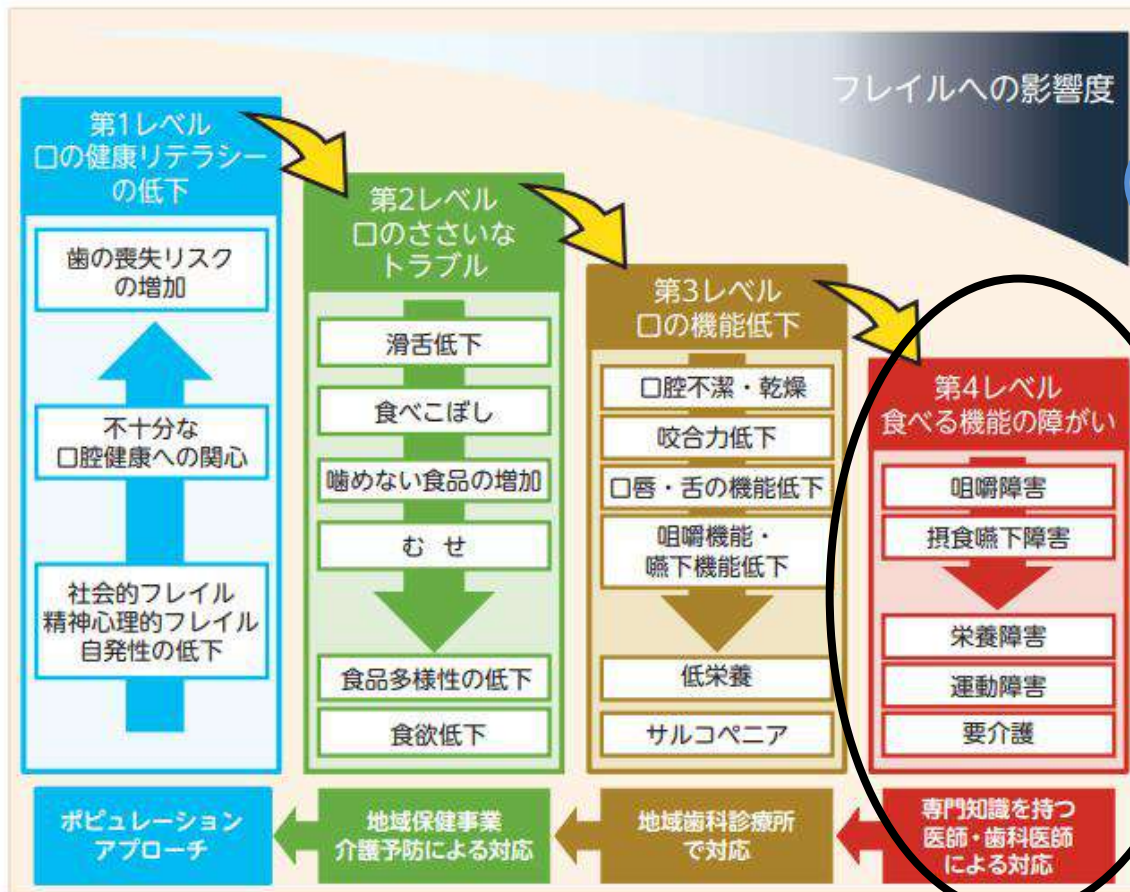 フレイルへの影響度
第1レベル
口の健康リテラシー
の低下
歯の喪失リスク
の増加
不十分な
口腔健康への関心
社会的フレイル
精神心理的フレイル
自発性の低下
ポピュレーション
アプローチ
第2レベル
口のささいな
トラブル
滑舌低下
食べこぼし
噛めない食品の増加
むせ
食品多様性の低下
食欲低下
地域保健事業
介護予防による対応
第3レベル
口の機能低下
口腔不潔・乾燥
咬合力低下
口唇・舌の機能低下
咀嚼機能・
嚥下機能低下
低栄養
サルコペニア
地域歯科診療所
で対応
第4レベル
食べる機能の障がい
咀嚼障害
摂食嚥下障害
栄養障害
運動障害
要介護
専門知識を持つ
医師・歯科医師
による対応